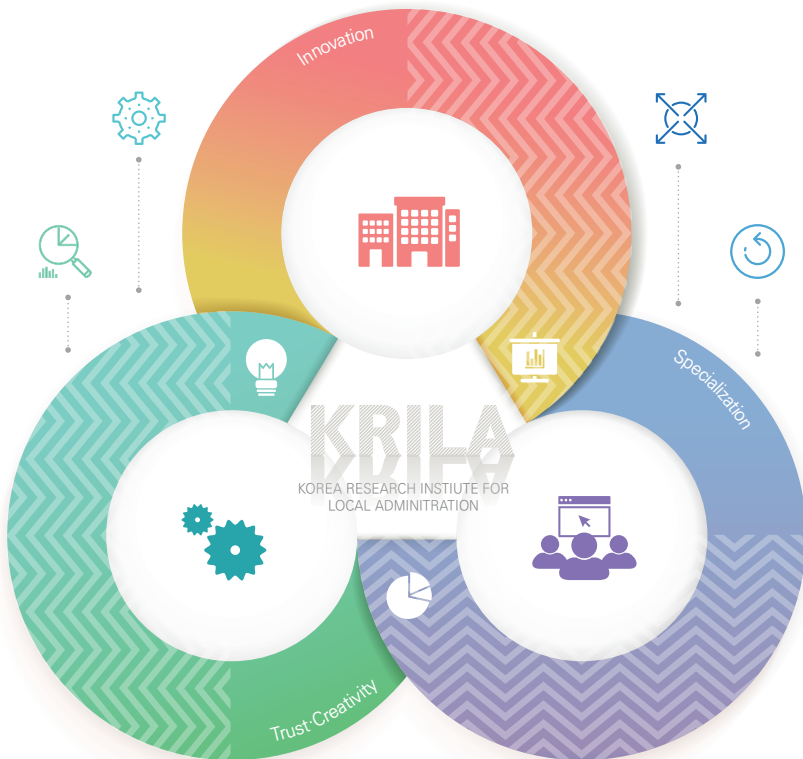 Innovation
Specialization
KRILA
KOREA RESEARCH INSTIUTE FOR
LOCAL ADMINITRATION
Trust·Creativity